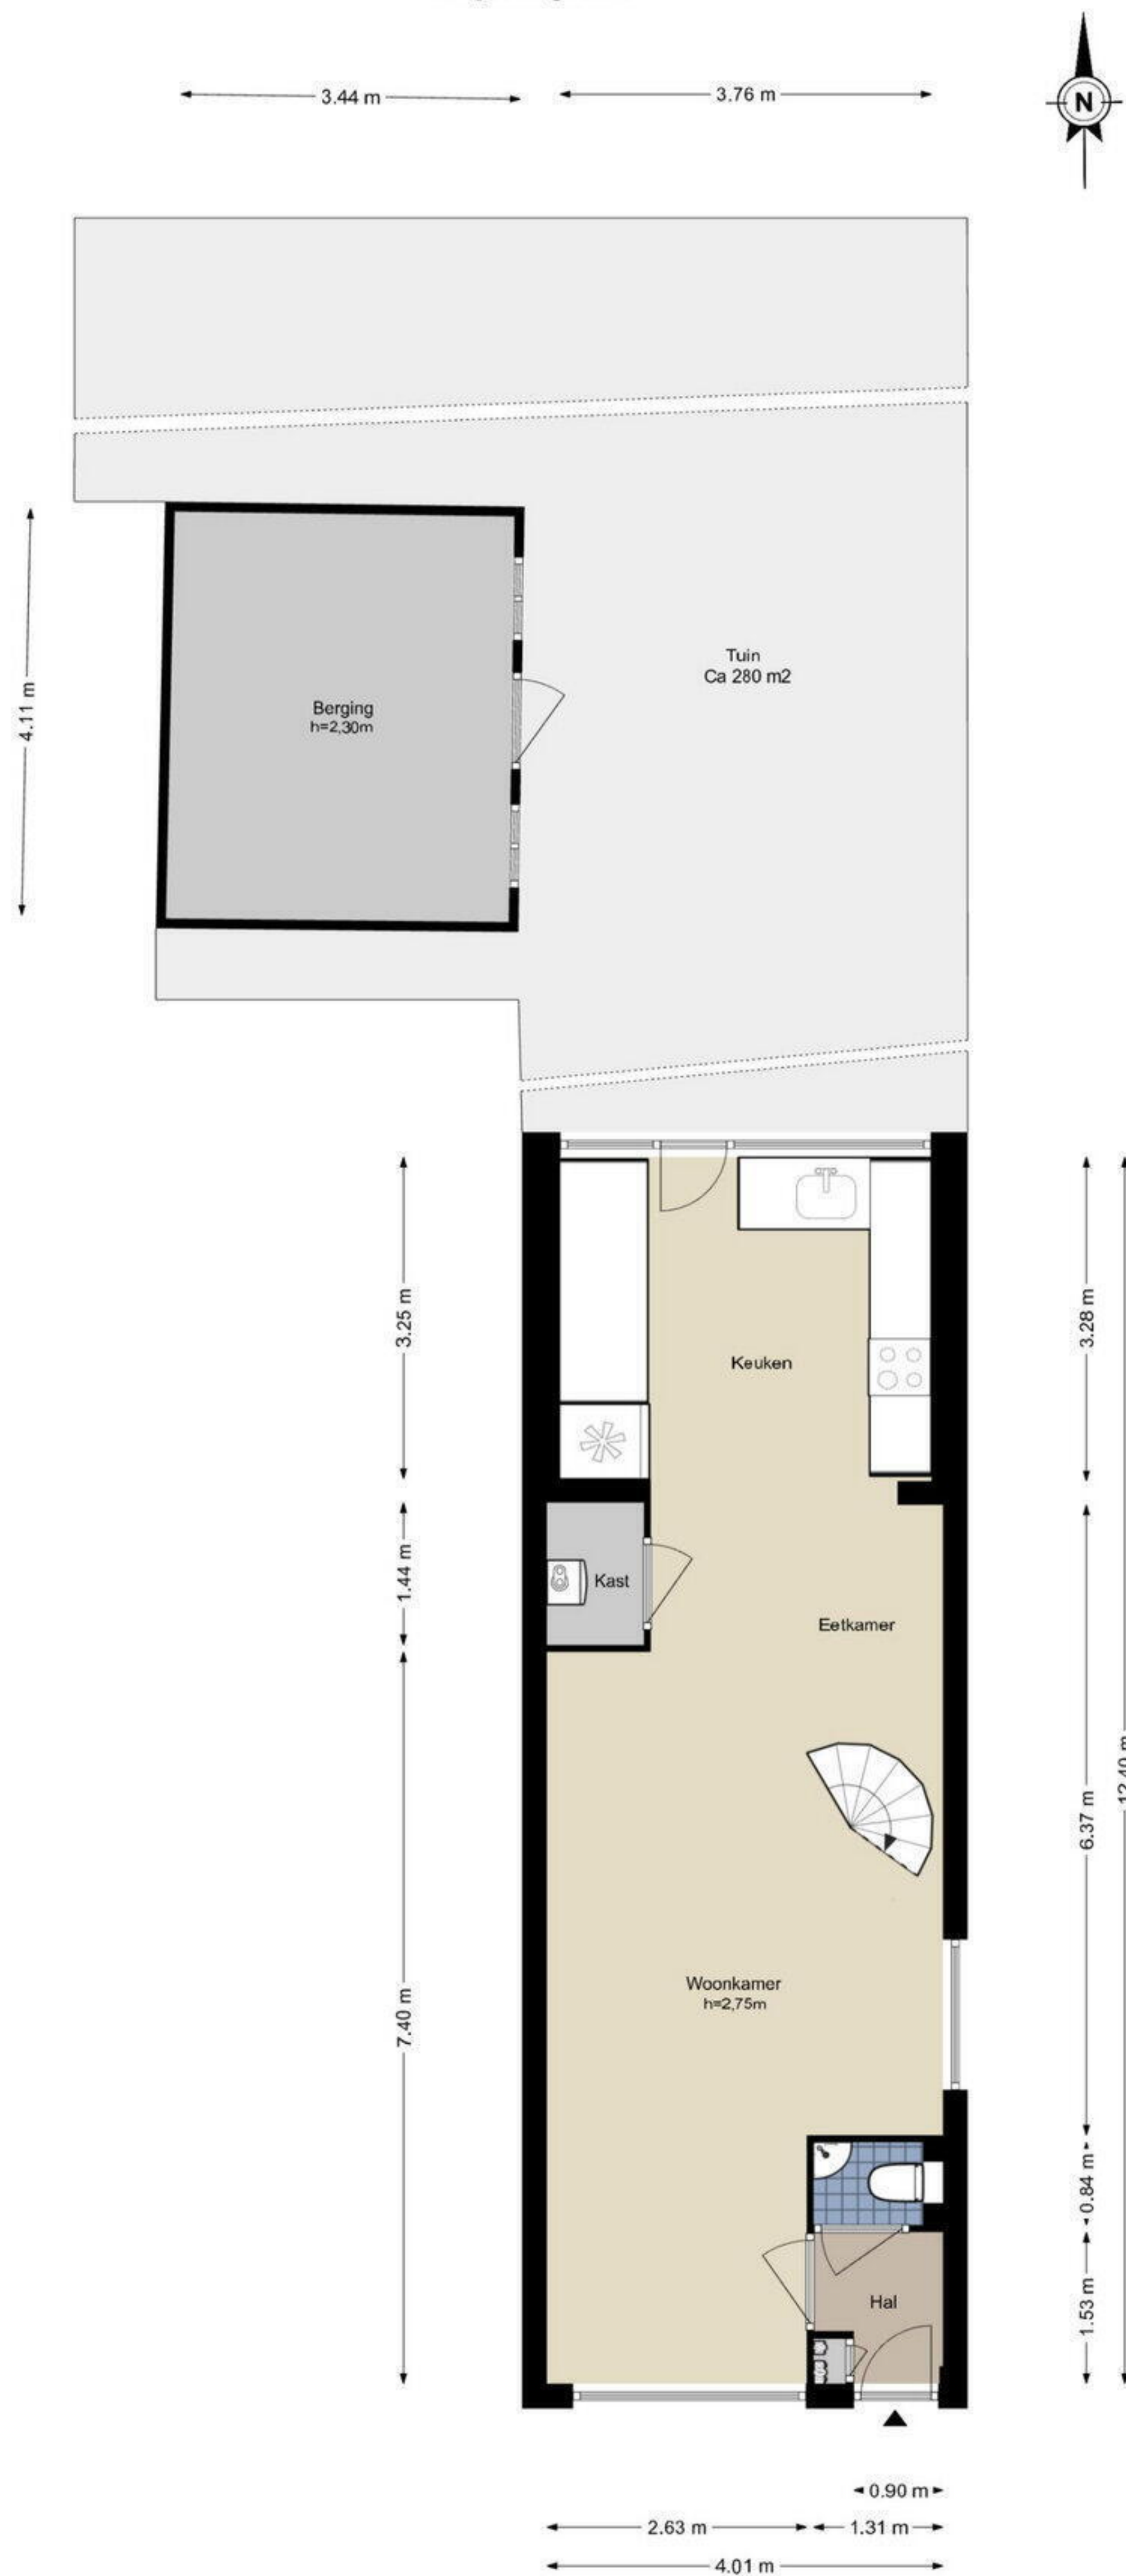 3.44 m
3.76 m
N
4.11 m
Tuin
Ca 280 m2
Berging
h=2,30m
3.25 m
3.28 m
Keuken
1.44 m
Kast
Eetkamer
6.37 m
12.40 m
Woonkamer
h=2,75m
7.40 m
0.84 m
Hal
1.53 m
0.90 m
2.63 m
1.31 m
4.01 m